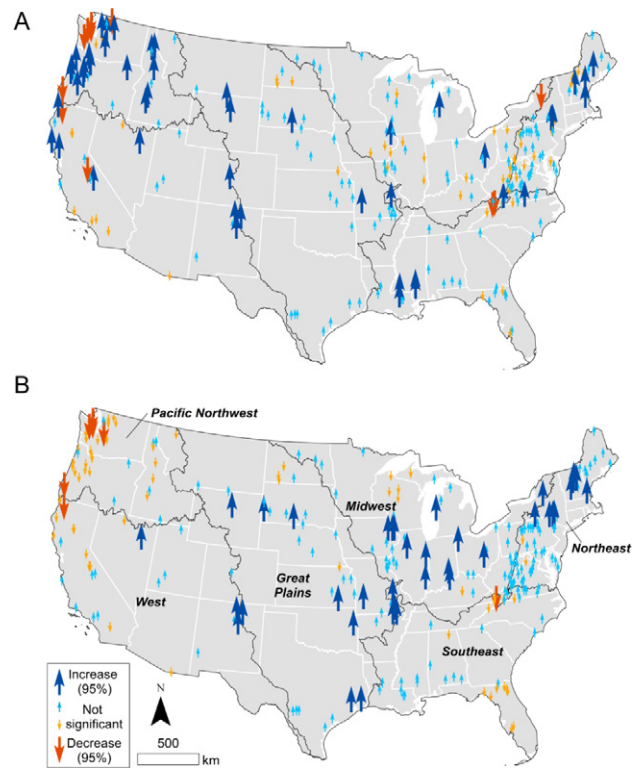 A
B
Pacific Northwest
Midwest
Northeast
Great
Plains
West
Southeast
Increase
(95%)
Not
significant
Decrease
(95%)
N
500
km